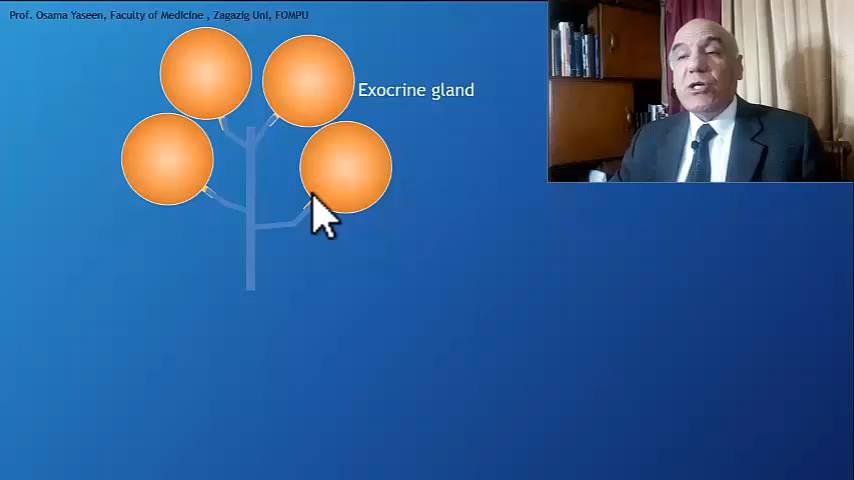 Prof. Osama Yaseen, Faculty of Medicine , Zagazig Uni, FOMPU
Exocrine gland